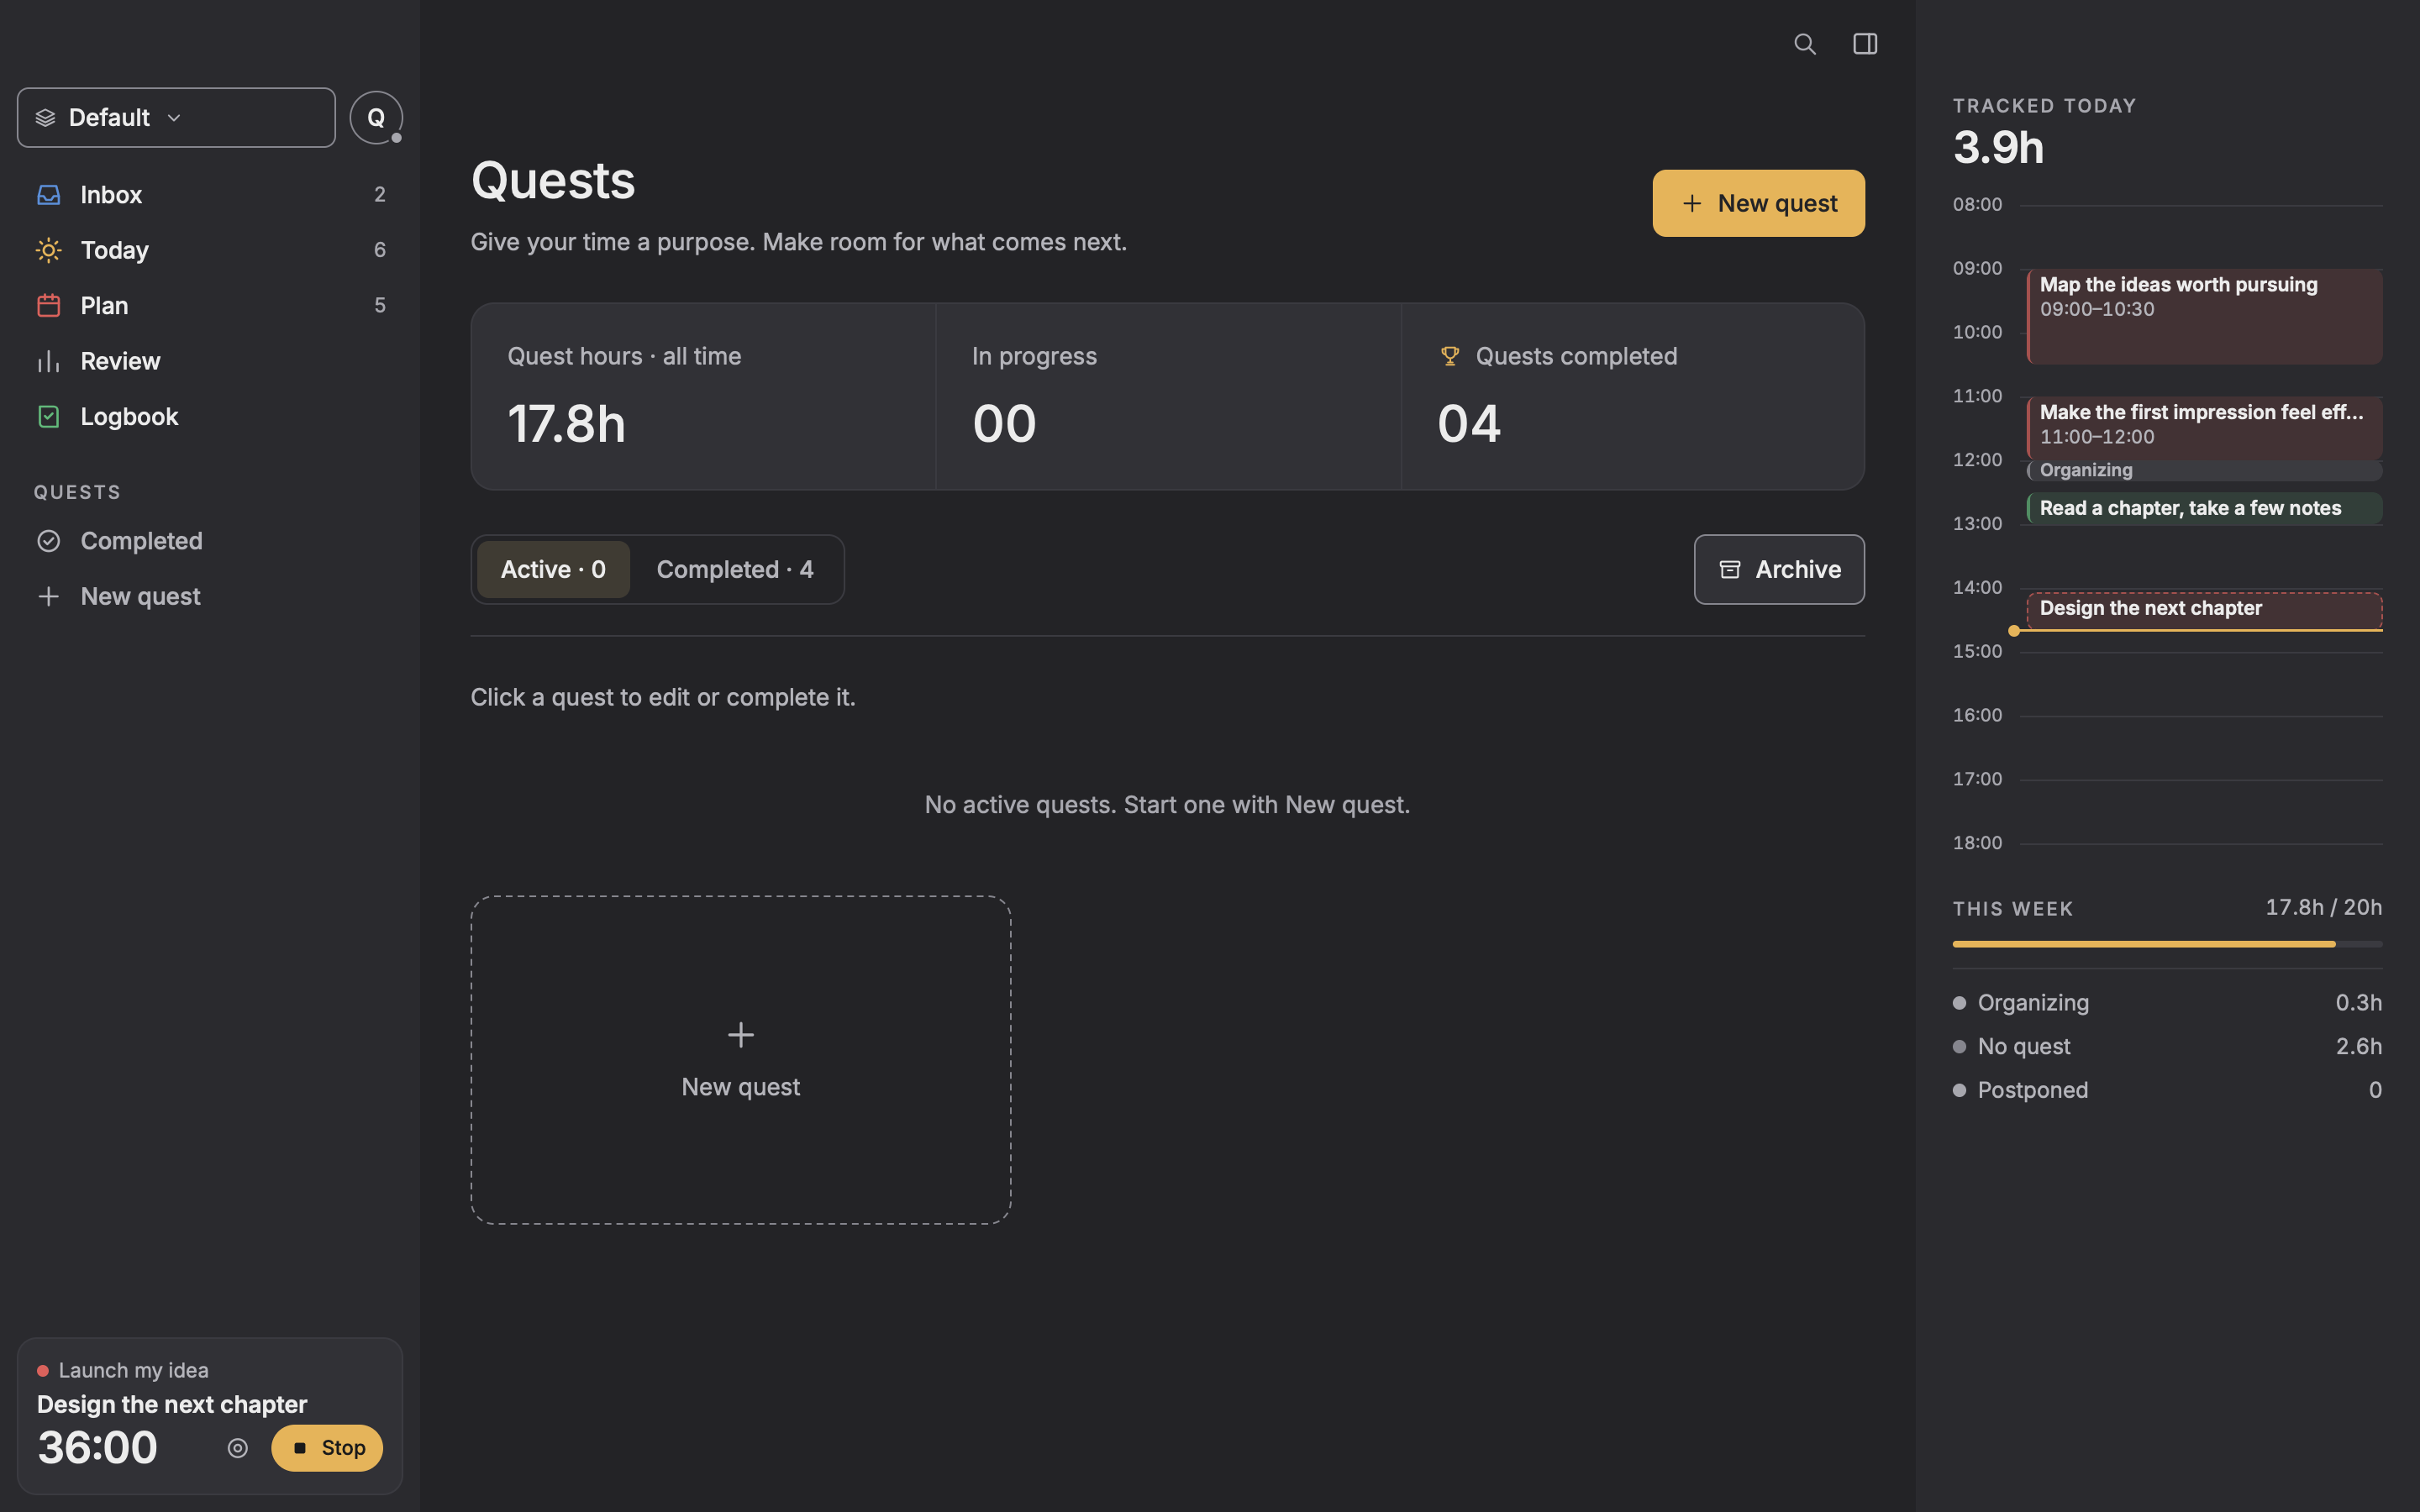 Default
Q
Inbox 2
Today 6
Plan 5
Review
Logbook
QUESTS
Completed
New quest
Launch my idea
Design the next chapter
36:00
Stop
Quests
Give your time a purpose. Make room for what comes next.
New quest
Quest hours · all time
17.8h
In progress
00
Quests completed
04
Active · 0
Completed · 4
Archive
Click a quest to edit or complete it.
No active quests. Start one with New quest.
New quest
TRACKED TODAY
3.9h
08:00
09:00
Map the ideas worth pursuing
09:00–10:30
10:00
11:00
Make the first impression feel eff...
11:00–12:00
12:00
Organizing
Read a chapter, take a few notes
13:00
14:00
Design the next chapter
15:00
16:00
17:00
18:00
THIS WEEK 17.8h / 20h
Organizing 0.3h
No quest 2.6h
Postponed 0